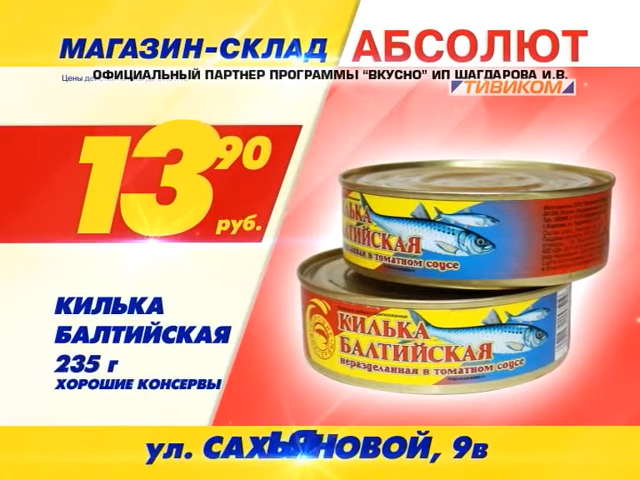 МАГАЗИН-СКЛАД АБСОЛЮТ
ОФИЦИАЛЬНЫЙ ПАРТНЕР ПРОГРАММЫ "ВКУСНО" ИП ШАГДАРОВА И.В.
Цены
ТИВИКОМ
13 90
руб.
КИЛЬКА
БАЛТИЙСКАЯ
неразделанная в томатном соусе
КИЛЬКА
БАЛТИЙСКАЯ
неразделанная в томатном соусе
КИЛЬКА
БАЛТИЙСКАЯ
235 г
ХОРОШИЕ КОНСЕРВЫ
ул. САХЬЯНОВОЙ, 9в